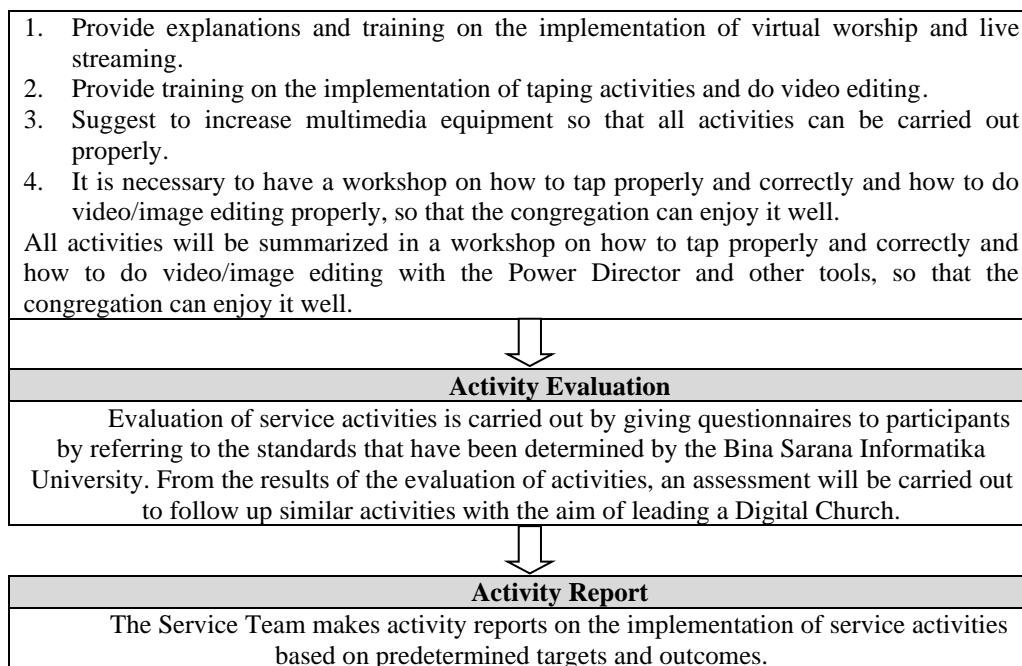 1. Provide explanations and training on the implementation of virtual worship and live
streaming.
2. Provide training on the implementation of taping activities and do video editing.
3. Suggest to increase multimedia equipment so that all activities can be carried out
properly.
4. It is necessary to have a workshop on how to tap properly and correctly and how to do
video/image editing properly, so that the congregation can enjoy it well.
All activities will be summarized in a workshop on how to tap properly and correctly and
how to do video/image editing with the Power Director and other tools, so that the
congregation can enjoy it well.
Activity Evaluation
Evaluation of service activities is carried out by giving questionnaires to participants
by referring to the standards that have been determined by the Bina Sarana Informatika
University. From the results of the evaluation of activities, an assessment will be carried out
to follow up similar activities with the aim of leading a Digital Church.
Activity Report
The Service Team makes activity reports on the implementation of service activities
based on predetermined targets and outcomes.